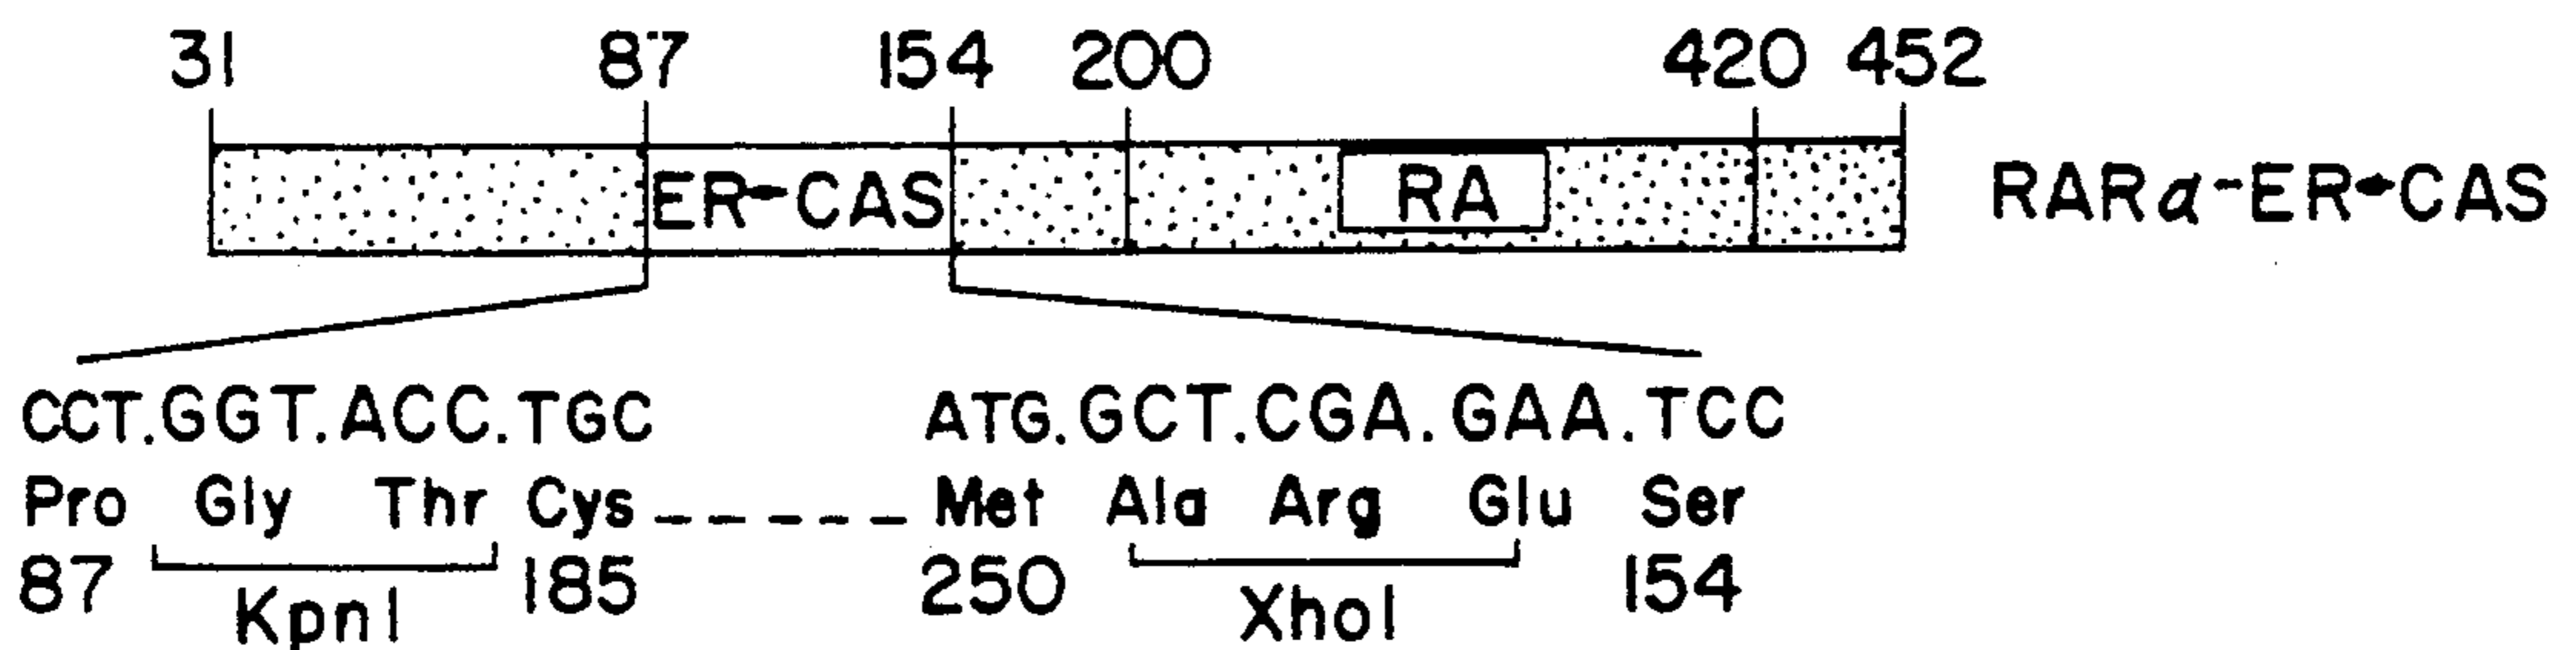 31 87 154 200 420 452
ER-CAS RA RARα-ER-CAS
CCT.GGT.ACC.TGC ATG.GCT.CGA.GAA.TCC
Pro Gly Thr Cys ----- Met Ala Arg Glu Ser
87 KpnI 185 250 XhoI 154